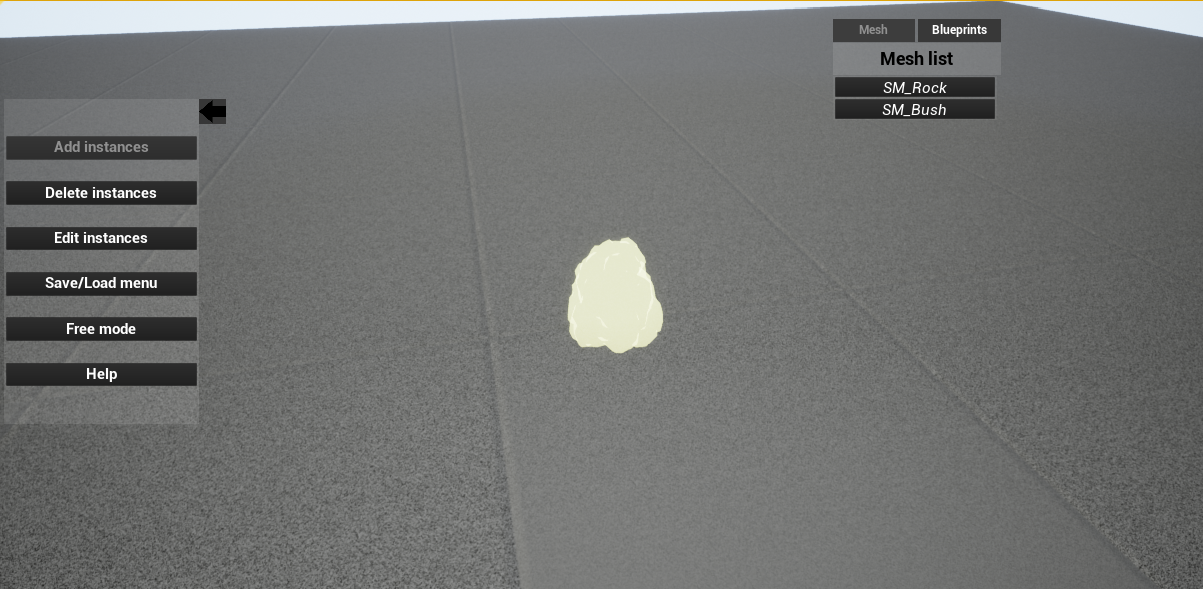 Mesh
Blueprints
Mesh list
SM_Rock
SM_Bush
Add instances
Delete instances
Edit instances
Save/Load menu
Free mode
Help